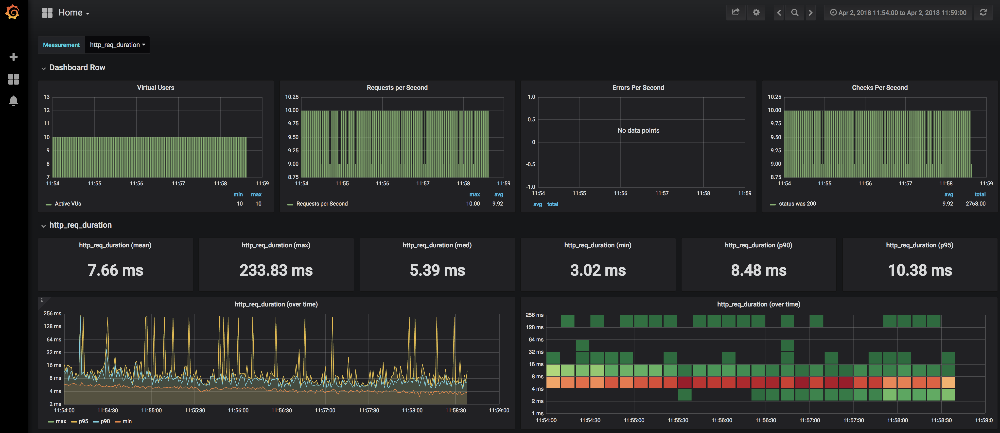 Home
Apr 2, 2018 11:54:00 to Apr 2, 2018 11:59:00
Measurement http_req_duration
Dashboard Row
Virtual Users
13
12
11
10
9
8
7
11:54 11:55 11:56 11:57 11:58 11:59
min max
Active VUs 10 10
Requests per Second
10.25
10.00
9.75
9.50
9.25
9.00
8.75
11:54 11:55 11:56 11:57 11:58 11:59
max avg
Requests per Second 10.00 9.92
Errors Per Second
1.0
0.5
No data points
0
-0.5
-1.0
11:54 11:55 11:56 11:57 11:58 11:59
avg total
Checks Per Second
10.25
10.00
9.75
9.50
9.25
9.00
8.75
11:54 11:55 11:56 11:57 11:58 11:59
avg total
status was 200 9.92 2768.00
http_req_duration
http_req_duration (mean)
7.66 ms
http_req_duration (max)
233.83 ms
http_req_duration (med)
5.39 ms
http_req_duration (min)
3.02 ms
http_req_duration (p90)
8.48 ms
http_req_duration (p95)
10.38 ms
http_req_duration (over time)
256 ms
128 ms
64 ms
32 ms
16 ms
8 ms
4 ms
2 ms
11:54:00 11:54:30 11:55:00 11:55:30 11:56:00 11:56:30 11:57:00 11:57:30 11:58:00 11:58:30 11:59:00
max p95 p90 min
http_req_duration (over time)
256 ms
128 ms
64 ms
32 ms
16 ms
8 ms
4 ms
2 ms
1 ms
11:54:00 11:54:30 11:55:00 11:55:30 11:56:00 11:56:30 11:57:00 11:57:30 11:58:00 11:58:30 11:59:0